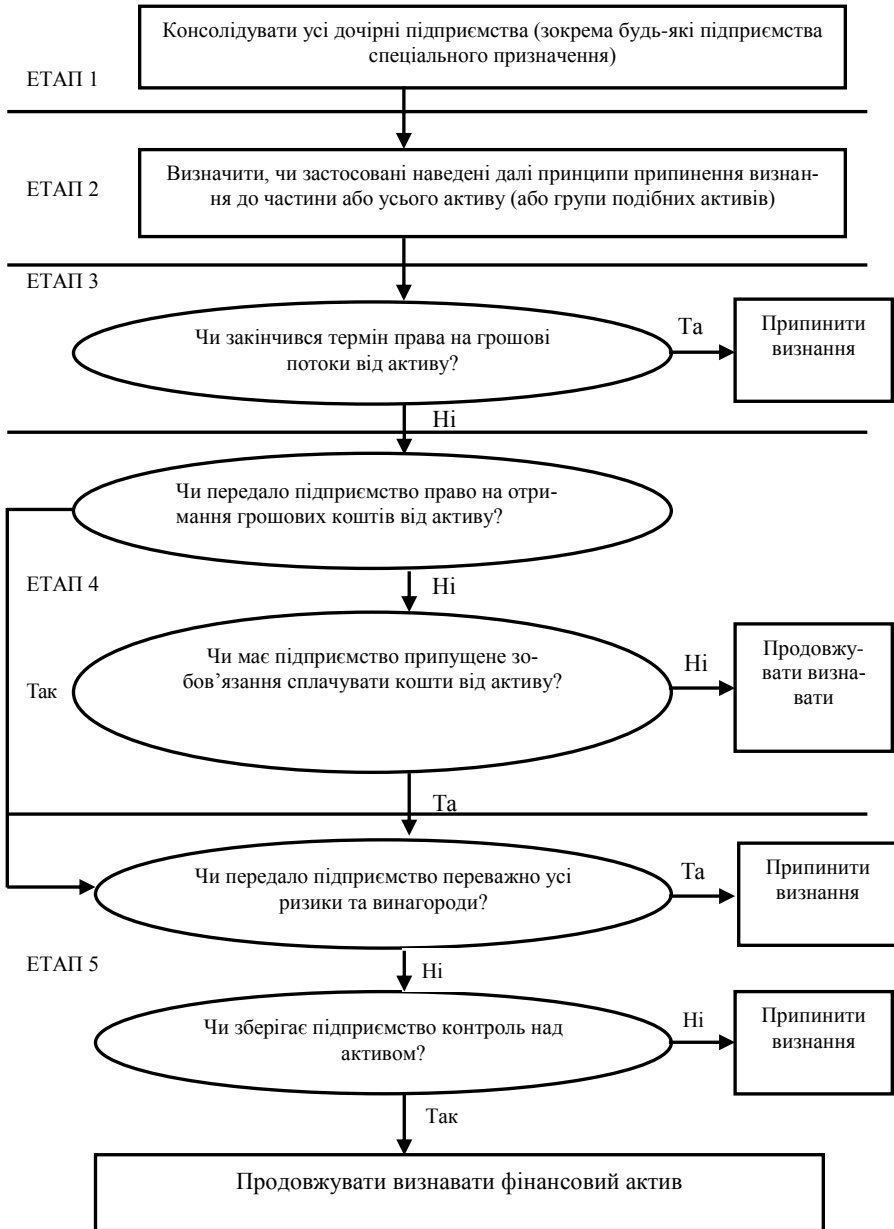 Консолідувати усі дочірні підприємства (зокрема будь-які підприємства
спеціального призначення)
ЕТАП 1
Визначити, чи застосовані наведені далі принципи припинення визнан-
ня до частини або усього активу (або групи подібних активів)
ЕТАП 2
ЕТАП 3
Чи закінчився термін права на грошові
потоки від активу?
Та
Припинити
визнання
Ні
Чи передало підприємство право на отри-
мання грошових коштів від активу?
ЕТАП 4
Ні
Чи має підприємство припущене зо-
бов’язання сплачувати кошти від активу?
Так
Ні
Продовжу-
вати визна-
вати
Та
Чи передало підприємство переважно усі
ризики та винагороди?
Та
Припинити
визнання
ЕТАП 5
Ні
Чи зберігає підприємство контроль над
активом?
Ні
Припинити
визнання
Так
Продовжувати визнавати фінансовий актив